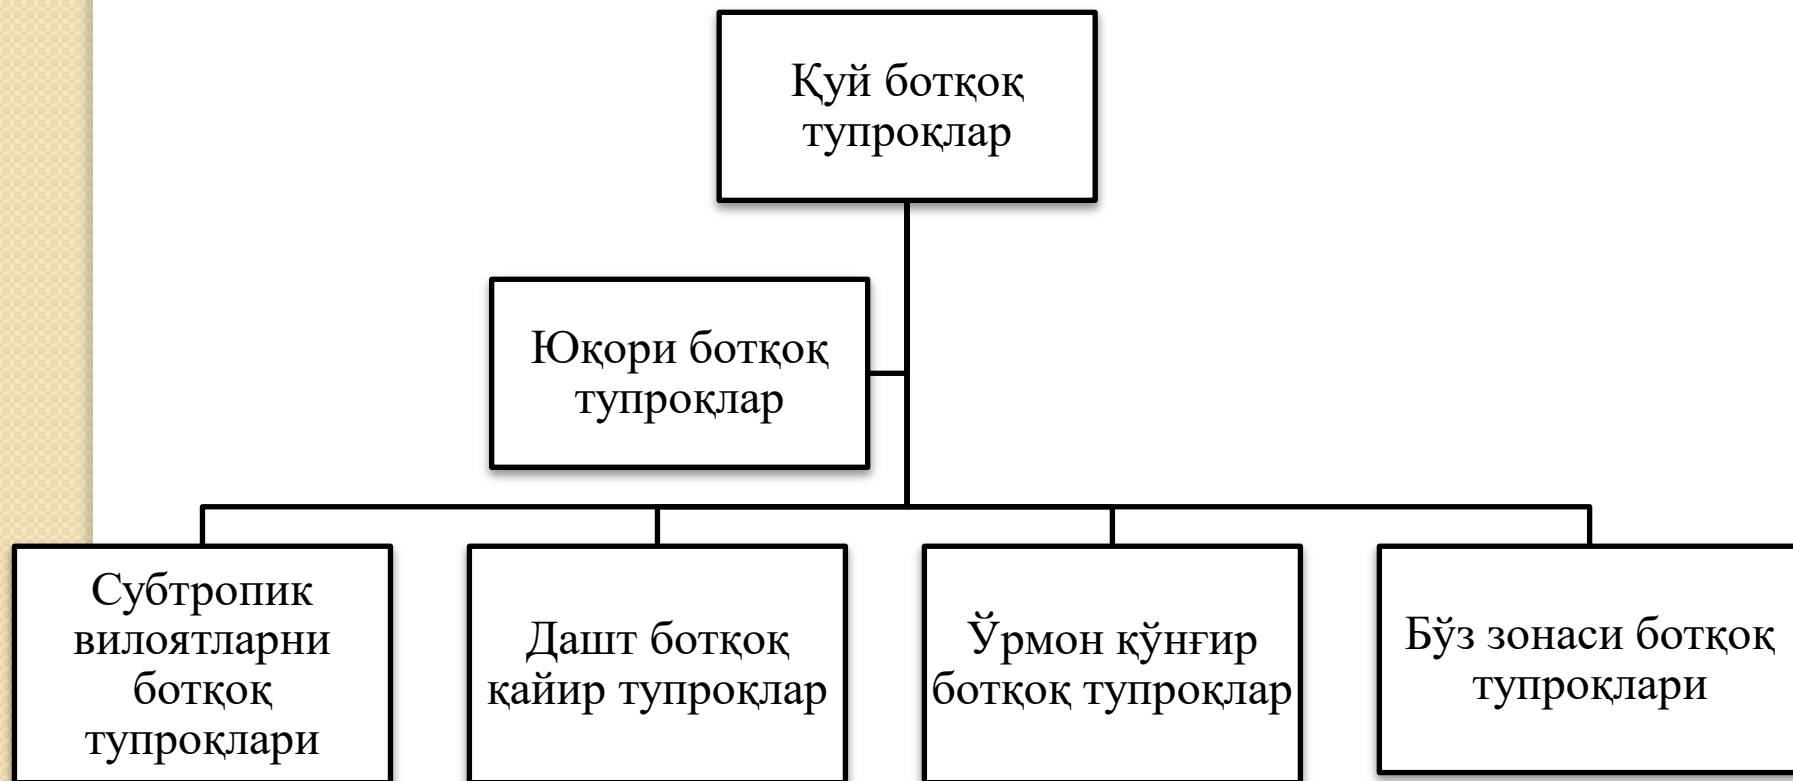 Қуй ботқоқ
тупроқлар
Юқори ботқоқ
тупроқлар
Субтропик
вилоятларни
ботқоқ
тупроқлари
Дашт ботқоқ
қайир тупроқлар
Ўрмон қўнғир
ботқоқ тупроқлар
Бўз зонаси ботқоқ
тупроқлари